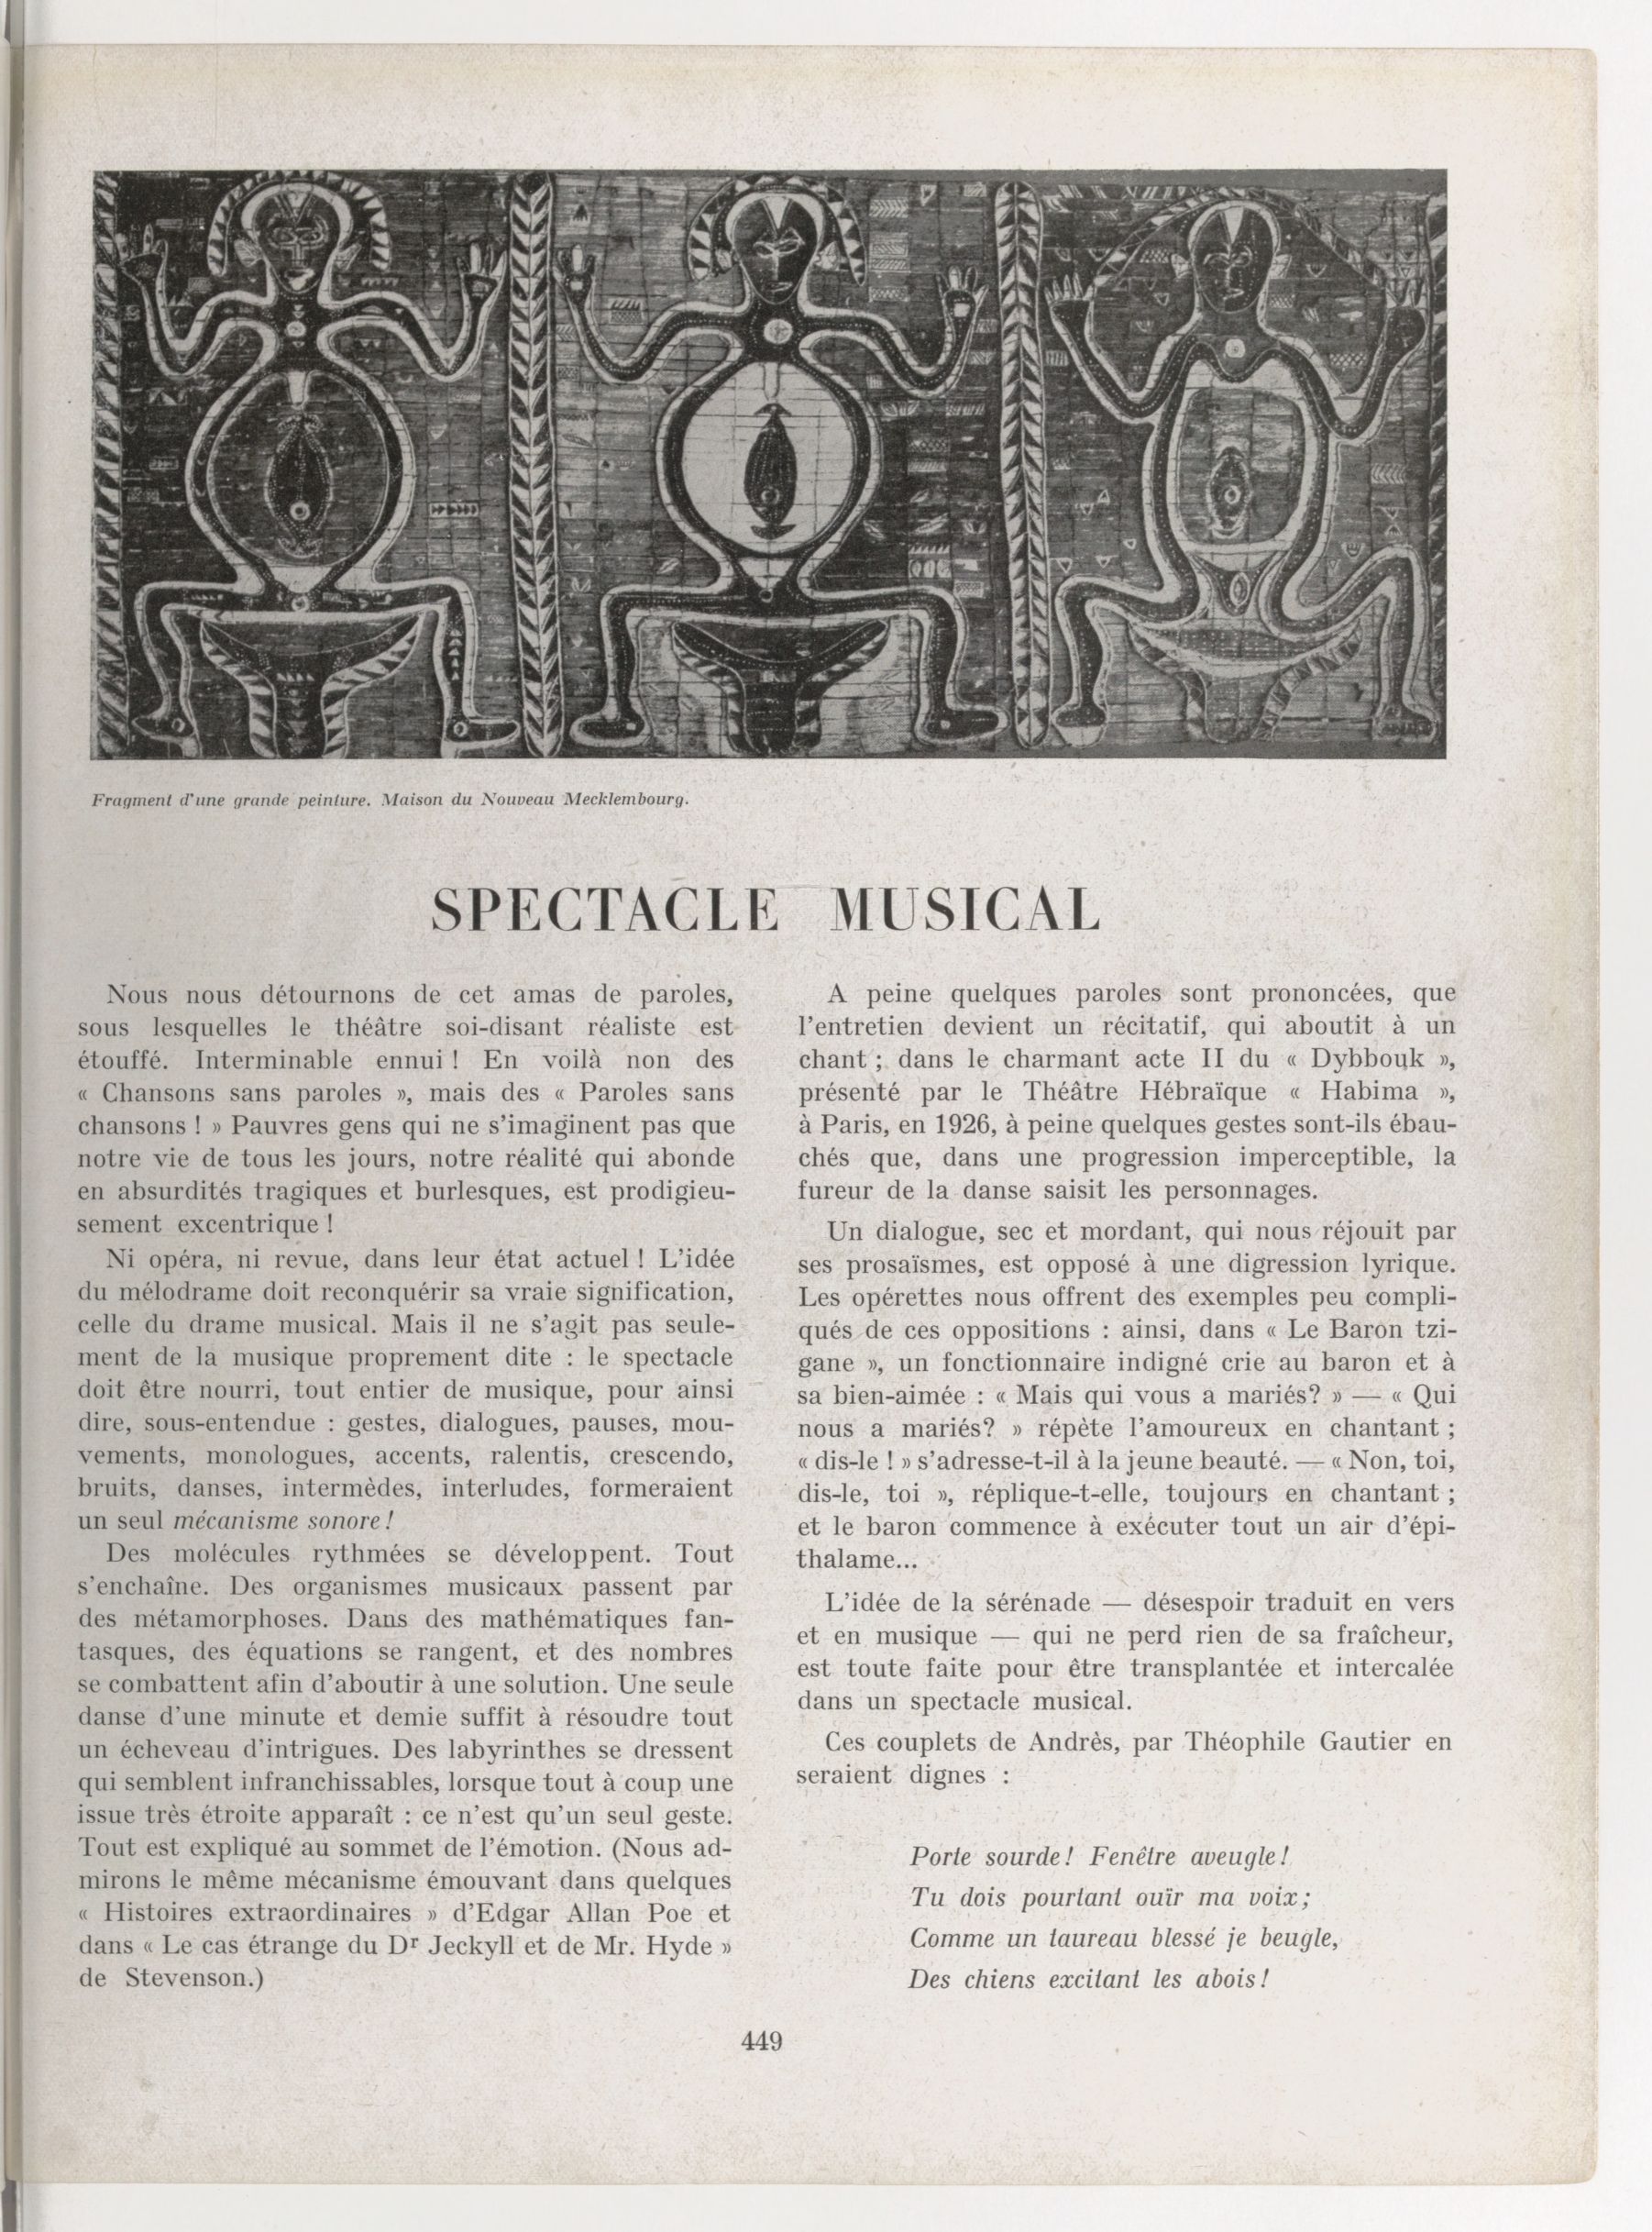 Fragment d'une grande peinture. Maison du Nouveau Mecklembourg.
SPECTACLE MUSICAL
Nous nous détournons de cet amas de paroles,
sous lesquelles le théâtre soi-disant réaliste est
étouffé. Interminable ennui ! En voilà non des
« Chansons sans paroles », mais des « Paroles sans
chansons ! » Pauvres gens qui ne s'imaginent pas que
notre vie de tous les jours, notre réalité qui abonde
en absurdités tragiques et burlesques, est prodigieu-
sement excentrique !
Ni opéra, ni revue, dans leur état actuel ! L'idée
du mélodrame doit reconquérir sa vraie signification,
celle du drame musical. Mais il ne s'agit pas seule-
ment de la musique proprement dite : le spectacle
doit être nourri, tout entier de musique, pour ainsi
dire, sous-entendue : gestes, dialogues, pauses, mou-
vements, monologues, accents, ralentis, crescendo,
bruits, danses, intermèdes, interludes, formeraient
un seul mécanisme sonore !
Des molécules rythmées se développent. Tout
s'enchaîne. Des organismes musicaux passent par
des métamorphoses. Dans des mathématiques fan-
tasques, des équations se rangent, et des nombres
se combattent afin d'aboutir à une solution. Une seule
danse d'une minute et demie suffit à résoudre tout
un écheveau d'intrigues. Des labyrinthes se dressent
qui semblent infranchissables, lorsque tout à coup une
issue très étroite apparaît : ce n'est qu'un seul geste.
Tout est expliqué au sommet de l'émotion. (Nous ad-
mirons le même mécanisme émouvant dans quelques
« Histoires extraordinaires » d'Edgar Allan Poe et
dans « Le cas étrange du Dr Jeckyll et de Mr. Hyde »
de Stevenson.)
A peine quelques paroles sont prononcées, que
l'entretien devient un récitatif, qui aboutit à un
chant ; dans le charmant acte II du « Dybbouk »,
présenté par le Théâtre Hébraïque « Habima »,
à Paris, en 1926, à peine quelques gestes sont-ils ébau-
chés que, dans une progression imperceptible, la
fureur de la danse saisit les personnages.
Un dialogue, sec et mordant, qui nous réjouit par
ses prosaïsmes, est opposé à une digression lyrique.
Les opérettes nous offrent des exemples peu compli-
qués de ces oppositions : ainsi, dans « Le Baron tzi-
gane », un fonctionnaire indigné crie au baron et à
sa bien-aimée : « Mais qui vous a mariés? » — « Qui
nous a mariés? » répète l'amoureux en chantant ;
« dis-le ! » s'adresse-t-il à la jeune beauté. — « Non, toi,
dis-le, toi », réplique-t-elle, toujours en chantant ;
et le baron commence à exécuter tout un air d'épi-
thalame...
L'idée de la sérénade — désespoir traduit en vers
et en musique — qui ne perd rien de sa fraîcheur,
est toute faite pour être transplantée et intercalée
dans un spectacle musical.
Ces couplets de Andrès, par Théophile Gautier en
seraient dignes :
Porte sourde ! Fenêtre aveugle !
Tu dois pourtant ouïr ma voix ;
Comme un taureau blessé je beugle,
Des chiens excitant les abois !
449